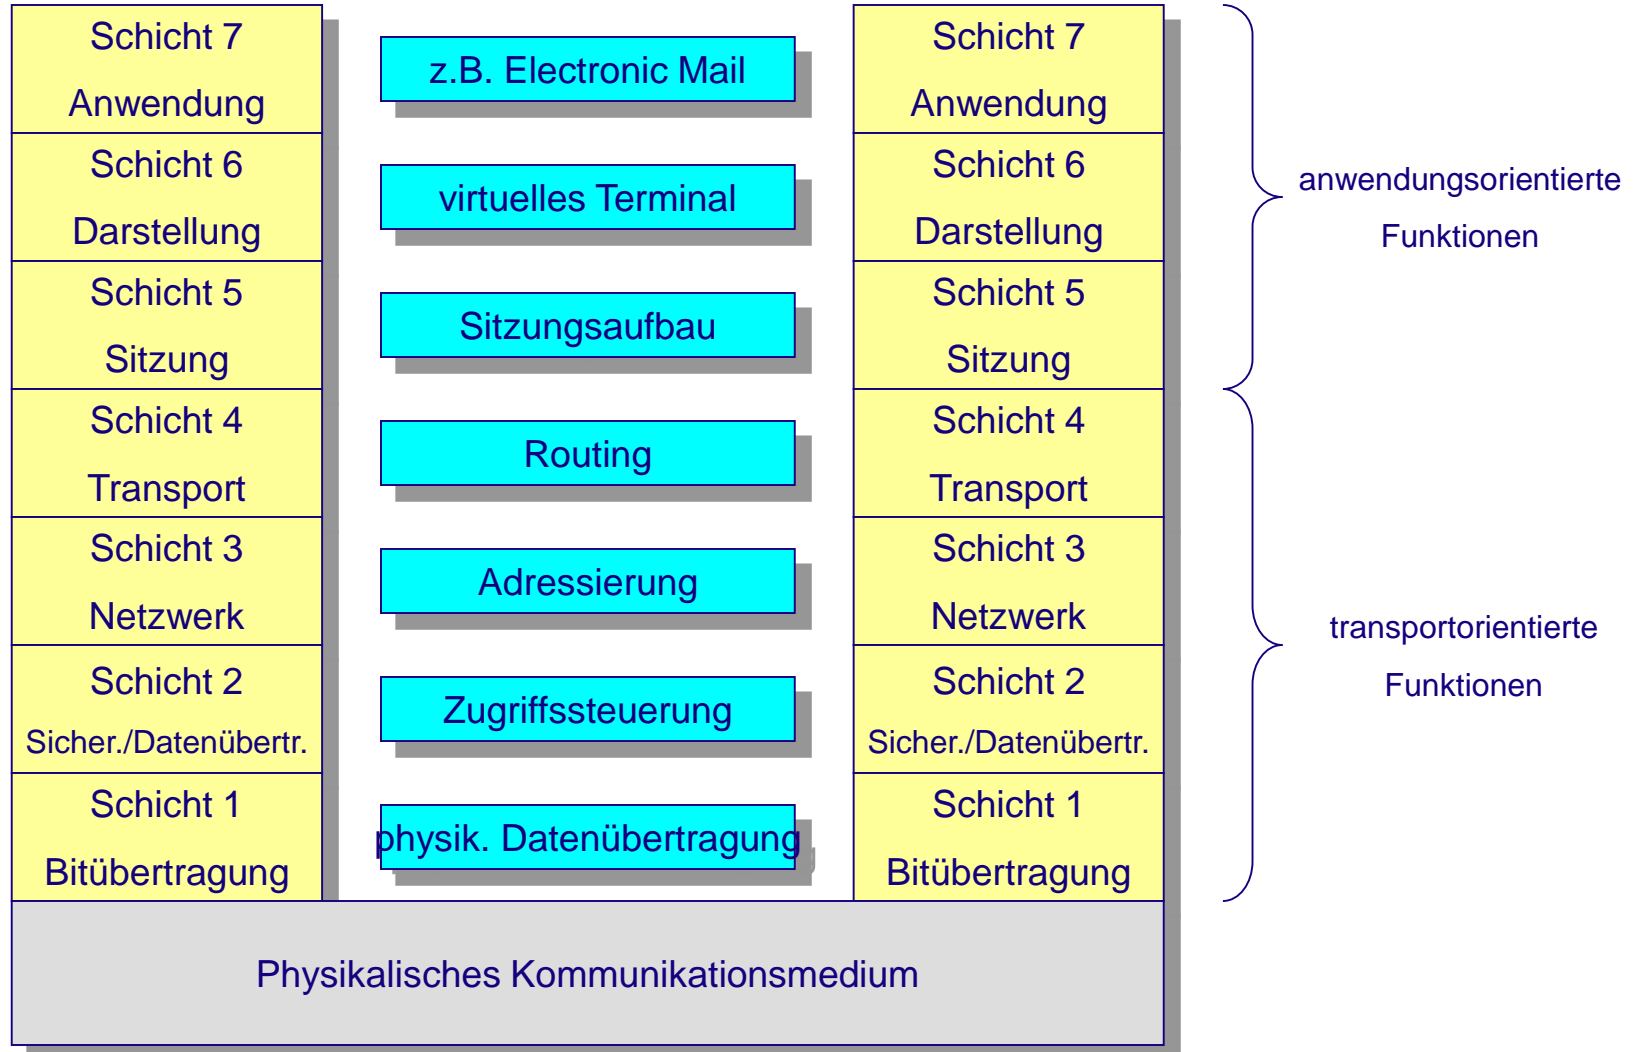 Schicht 7
Anwendung
Schicht 6
Darstellung
Schicht 5
Sitzung
Schicht 4
Transport
Schicht 3
Netzwerk
Schicht 2
Sicher./Datenübertr.
Schicht 1
Bitübertragung
z.B. Electronic Mail
virtuelles Terminal
Sitzungsaufbau
Routing
Adressierung
Zugriffssteuerung
physik. Datenübertragung
Schicht 7
Anwendung
Schicht 6
Darstellung
Schicht 5
Sitzung
Schicht 4
Transport
Schicht 3
Netzwerk
Schicht 2
Sicher./Datenübertr.
Schicht 1
Bitübertragung
anwendungsorientierte
Funktionen
transportorientierte
Funktionen
Physikalisches Kommunikationsmedium